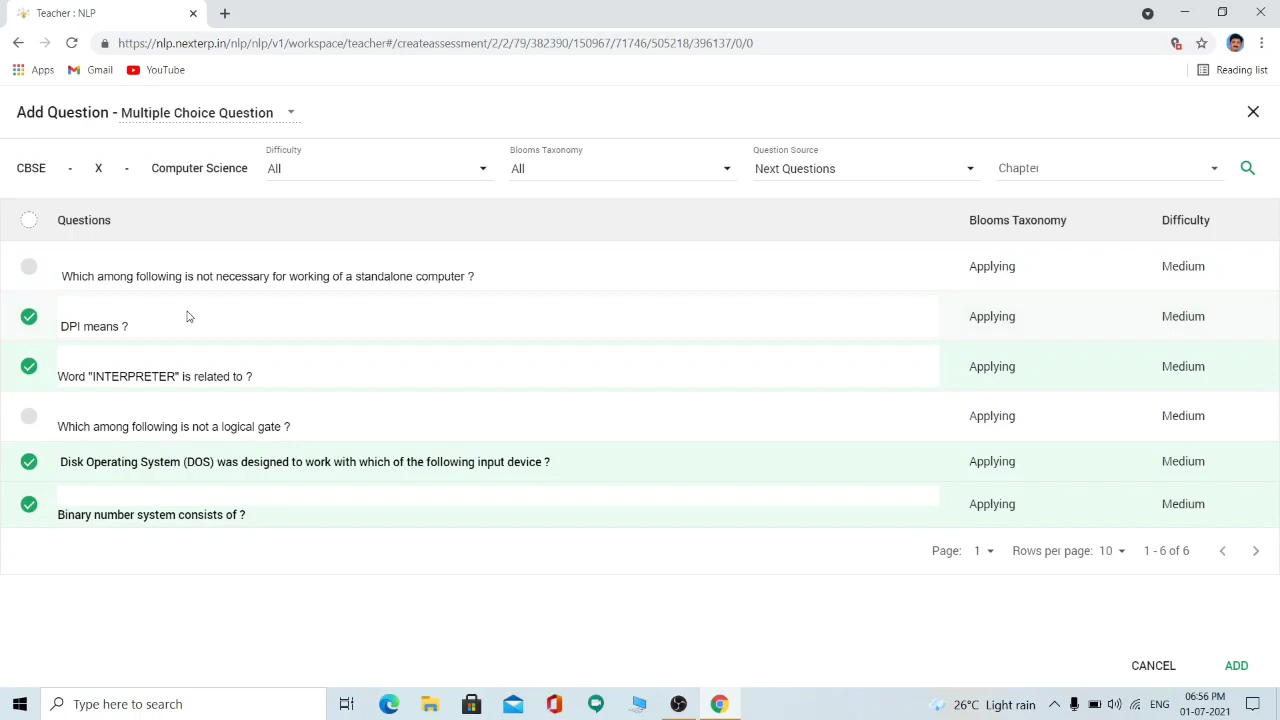 Teacher : NLP
https://nlp.nexterp.in/nlp/nlp/v1/workspace/teacher#/createassessment/2/2/79/382390/150967/71746/505218/396137/0/0
Apps Gmail YouTube Reading list
Add Question - Multiple Choice Question
Difficulty Blooms Taxonomy Question Source
CBSE - X - Computer Science All All Next Questions Chapter
Questions Blooms Taxonomy Difficulty
Which among following is not necessary for working of a standalone computer ? Applying Medium
DPI means ? Applying Medium
Word "INTERPRETER" is related to ? Applying Medium
Which among following is not a logical gate ? Applying Medium
Disk Operating System (DOS) was designed to work with which of the following input device ? Applying Medium
Binary number system consists of ? Applying Medium
Page: 1 Rows per page: 10 1 - 6 of 6
CANCEL ADD
Type here to search 26°C Light rain ENG 06:56 PM
01-07-2021